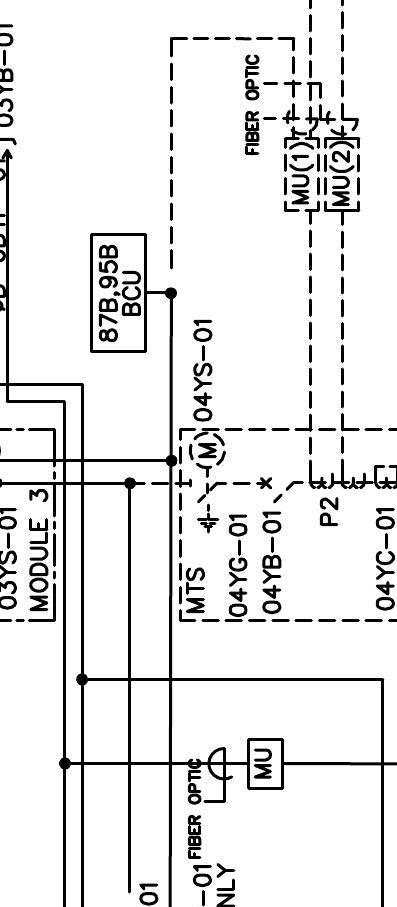 03YB-01
FIBER OPTIC
MU(1)
MU(2)
87B,95B
BCU
04YS-01
M
03YS-01
MODULE 3
MTS
04YG-01
04YB-01
P2
04YC-01
FIBER OPTIC
MU
01
-01
NLY